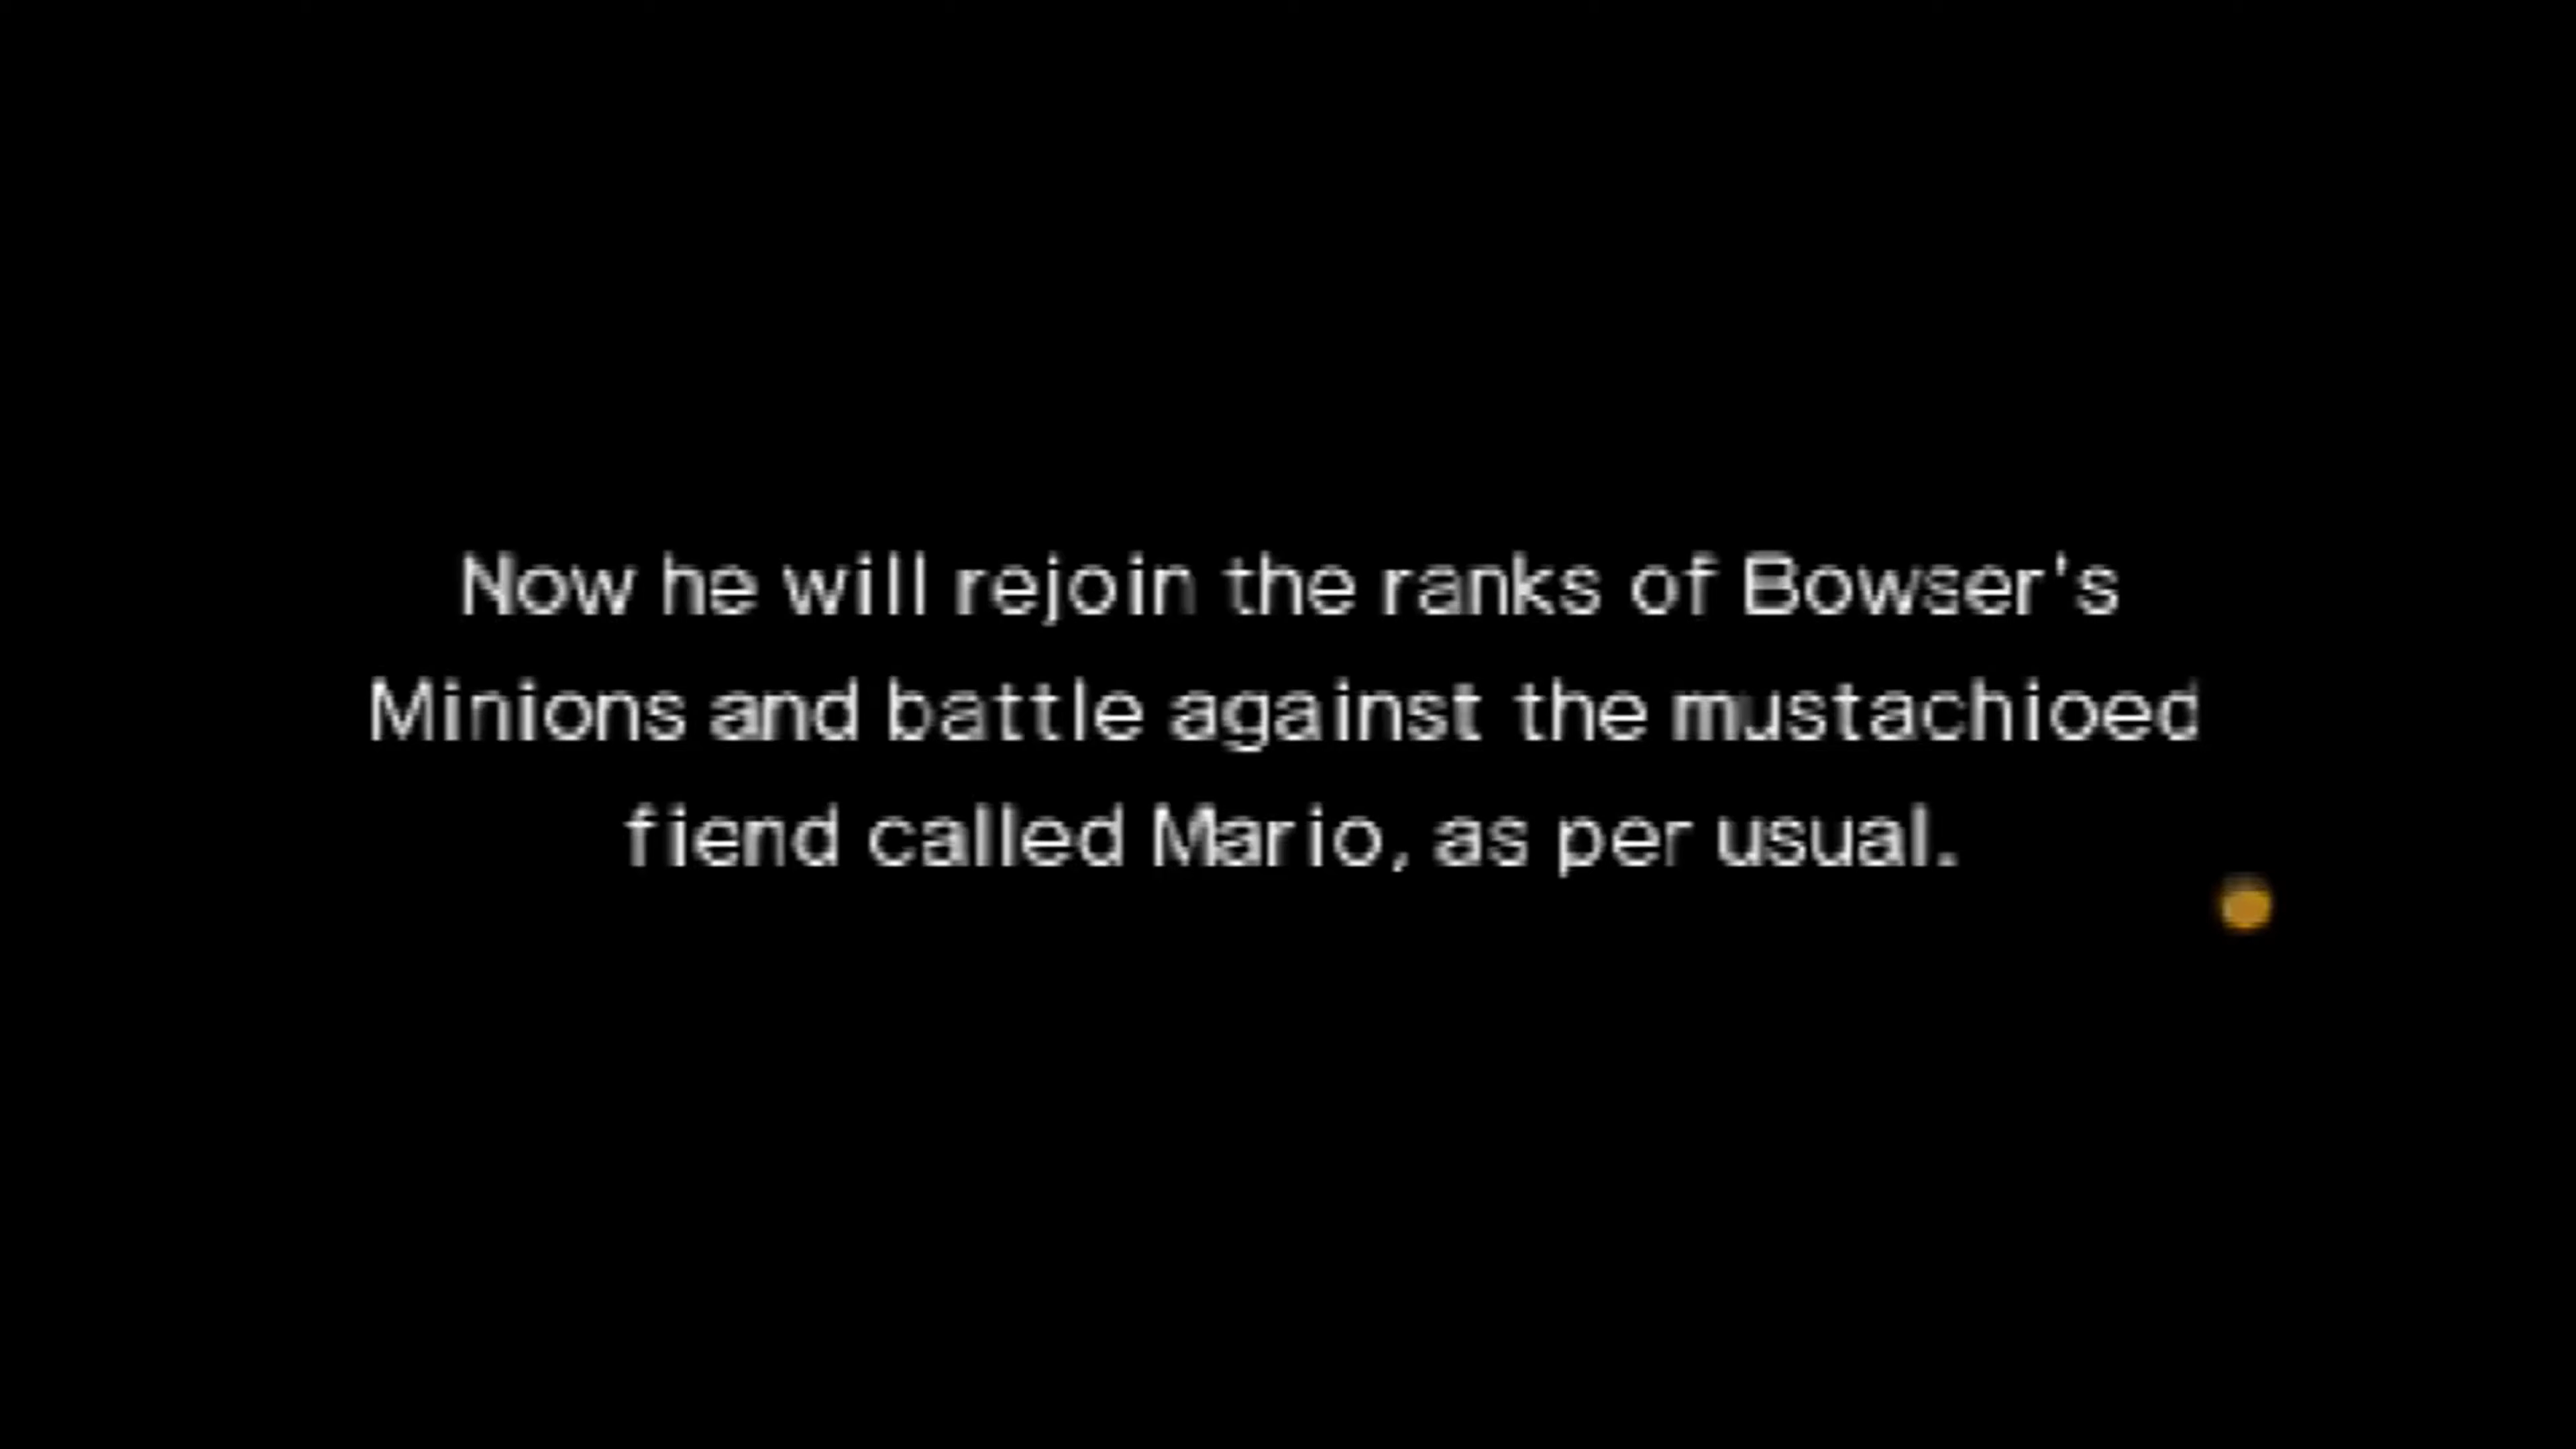 Now he will rejoin the ranks of Bowser's
Minions and battle against the mustachioed
fiend called Mario, as per usual.